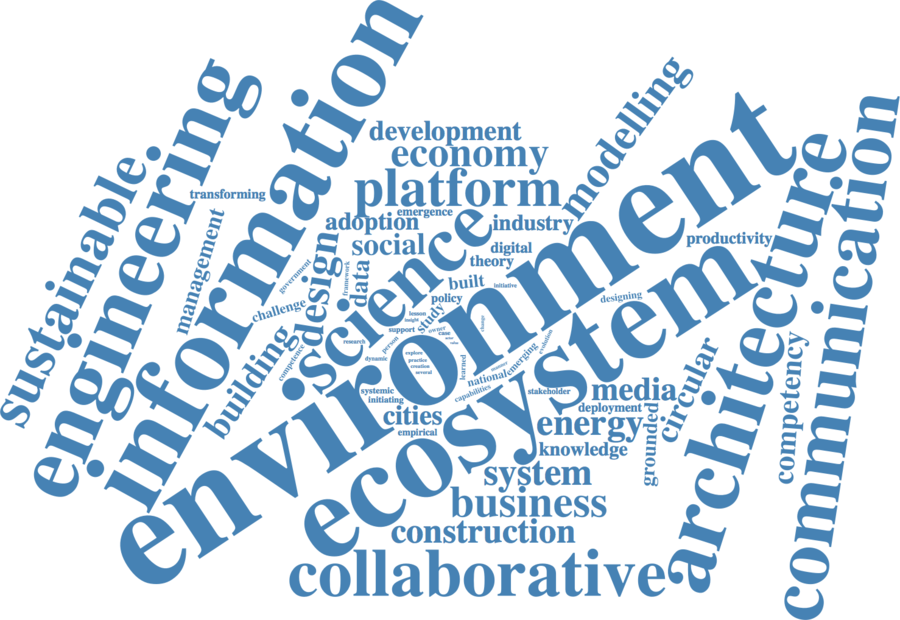 information
engineering
sustainable.
development
economy
modelling
platform
transforming
adoption
emergence
science
industry
environment
communication
architecture
management
social
digital
theory
productivity
government
framework
data
design
built
initiative
policy
designing
challenge
lesson
insight
study
support
owner
case
change
research
person
building
competence
dynamic
explore
practice
creation
several
learned
emerging
evolution
national
capabilities
stakeholder
systemic
initiating
ecosystem
media
deployment
circular
competency
cities
empirical
energy
grounded
knowledge
system
business
construction
collaborative